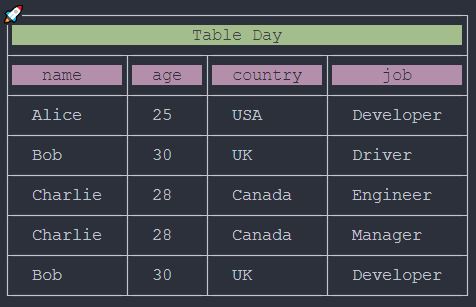 Table Day
name age country job
Alice 25 USA Developer
Bob 30 UK Driver
Charlie 28 Canada Engineer
Charlie 28 Canada Manager
Bob 30 UK Developer